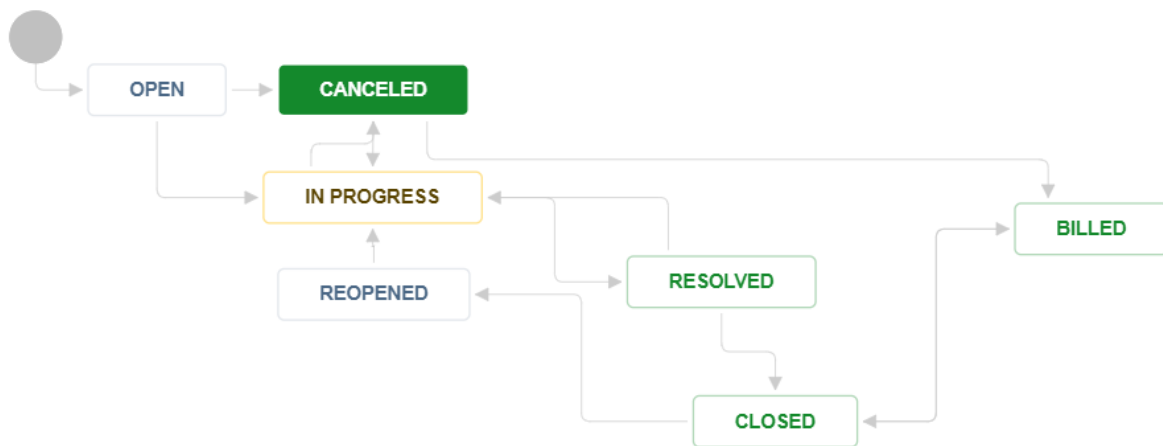 OPEN
CANCELED
IN PROGRESS
BILLED
REOPENED
RESOLVED
CLOSED